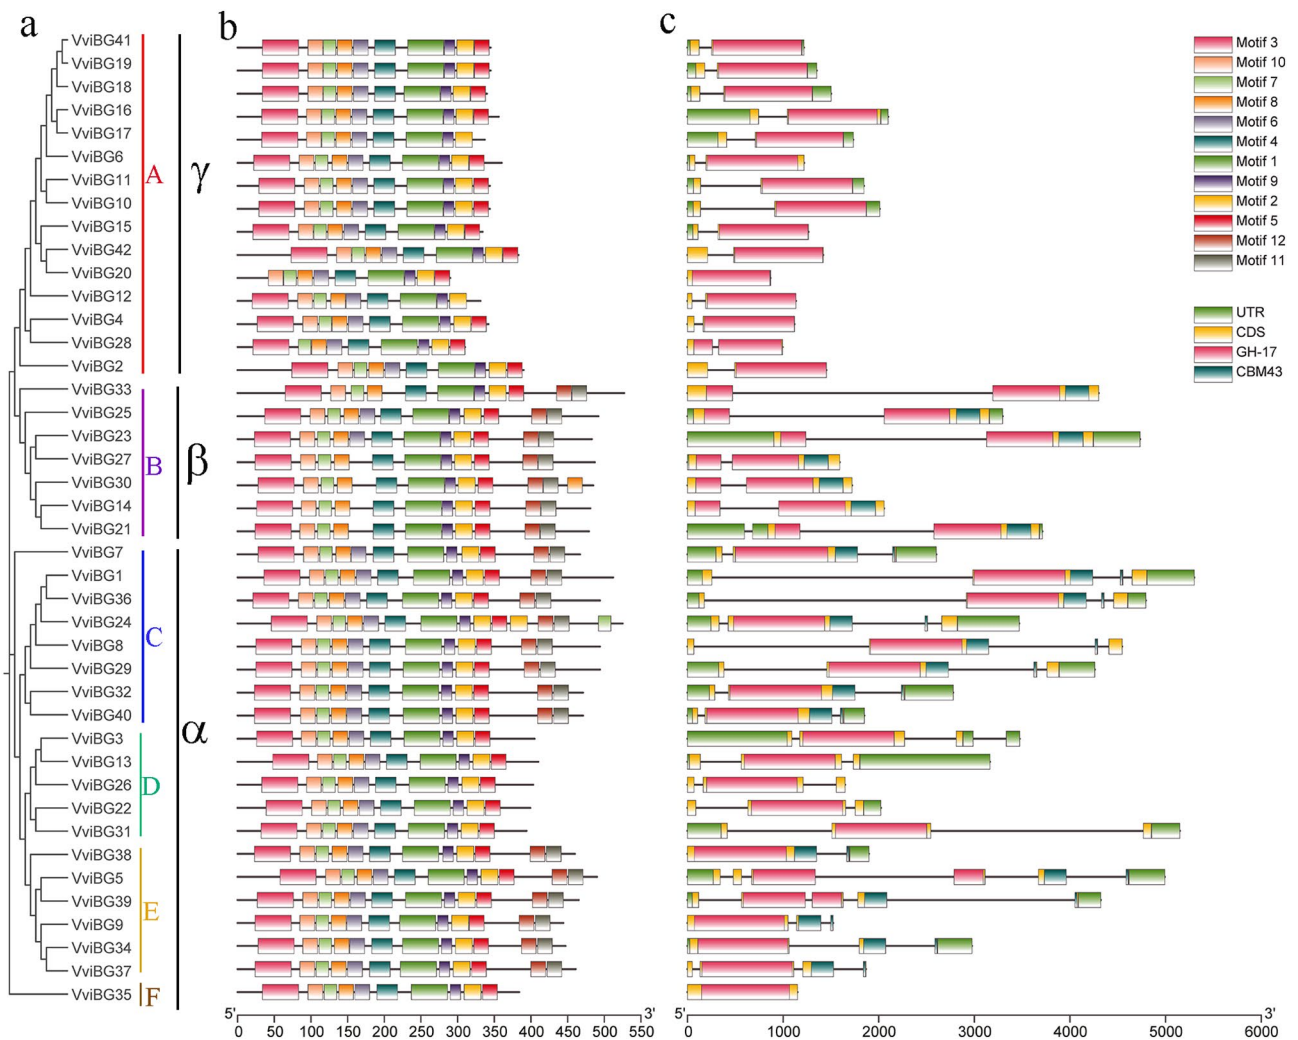 a
b
c
VviBG41
VviBG19
VviBG18
VviBG16
VviBG17
VviBG6
VviBG11
VviBG10
VviBG15
VviBG42
VviBG20
VviBG12
VviBG4
VviBG28
VviBG2
VviBG33
VviBG25
VviBG23
VviBG27
VviBG30
VviBG14
VviBG21
VviBG7
VviBG1
VviBG36
VviBG24
VviBG8
VviBG29
VviBG32
VviBG40
VviBG3
VviBG13
VviBG26
VviBG22
VviBG31
VviBG38
VviBG5
VviBG39
VviBG9
VviBG34
VviBG37
VviBG35
A
B
C
D
E
F
γ
β
α
5' 3'
0 50 100 150 200 250 300 350 400 450 500 550
5' 3'
0 1000 2000 3000 4000 5000 6000
Motif 3
Motif 10
Motif 7
Motif 8
Motif 6
Motif 4
Motif 1
Motif 9
Motif 2
Motif 5
Motif 12
Motif 11
UTR
CDS
GH-17
CBM43